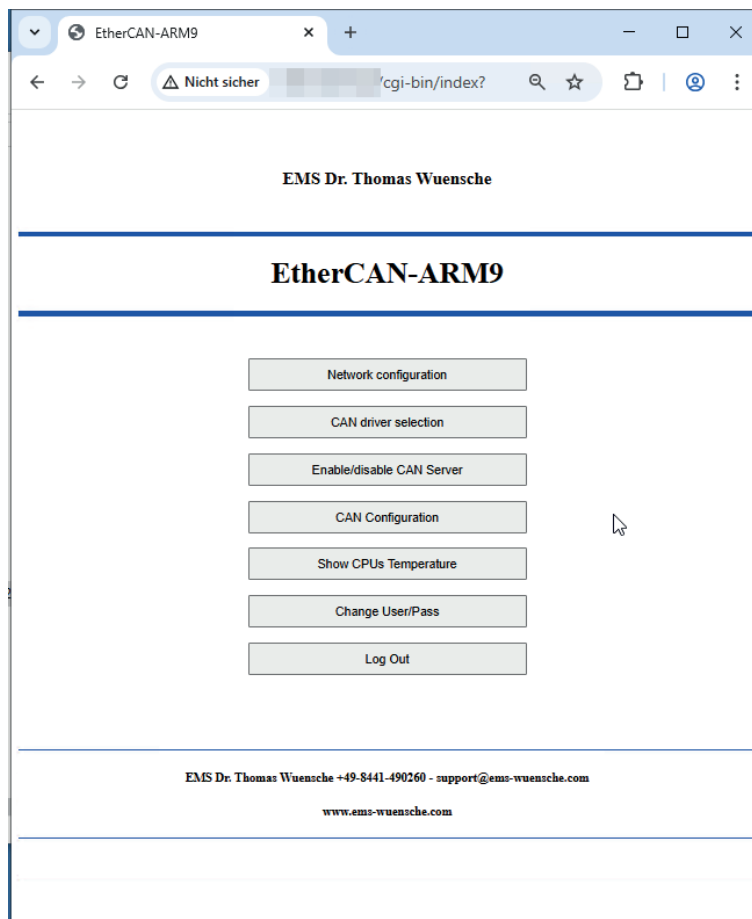 EtherCAN-ARM9
Nicht sicher /cgi-bin/index?
EMS Dr. Thomas Wuensche
EtherCAN-ARM9
Network configuration
CAN driver selection
Enable/disable CAN Server
CAN Configuration
Show CPUs Temperature
Change User/Pass
Log Out
EMS Dr. Thomas Wuensche +49-8441-490260 - support@ems-wuensche.com
www.ems-wuensche.com